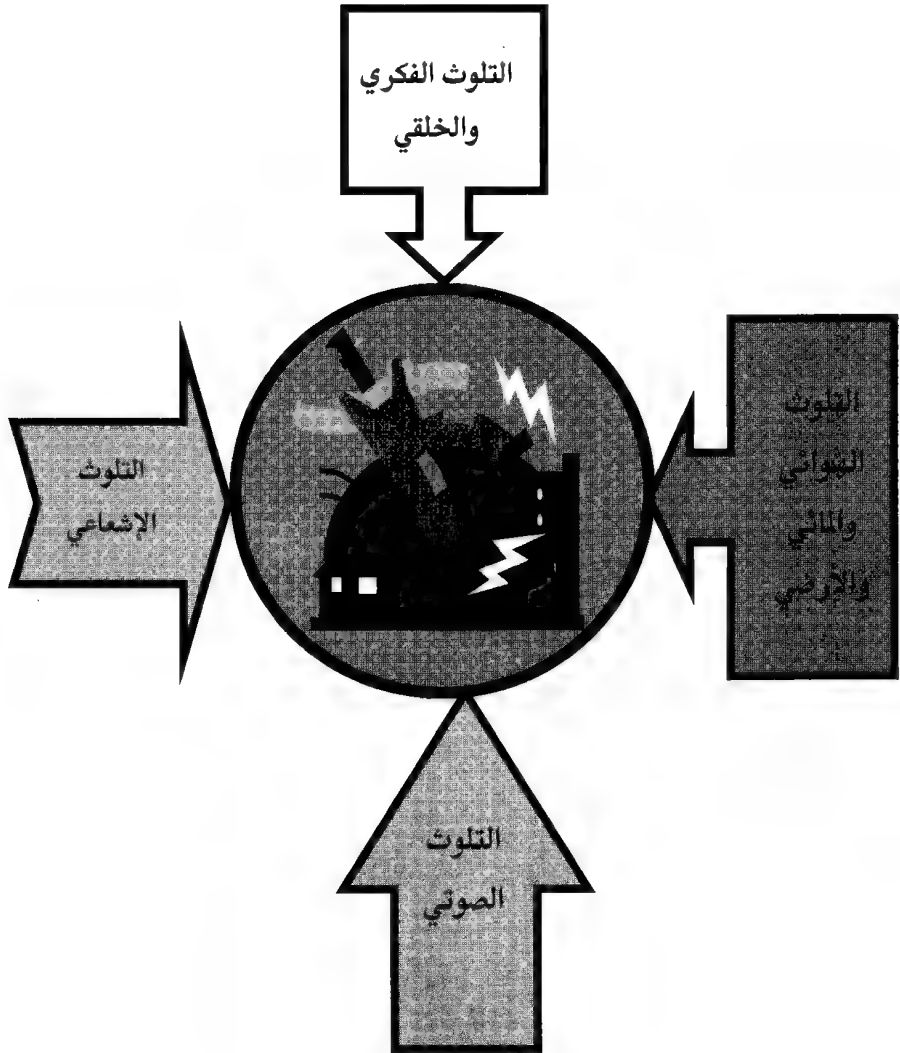 التلوث الفكري
والخلقي
التلوث
الهوائي
والمائي
والأرضي
التلوث
الإشعاعي
التلوث
الصوتي